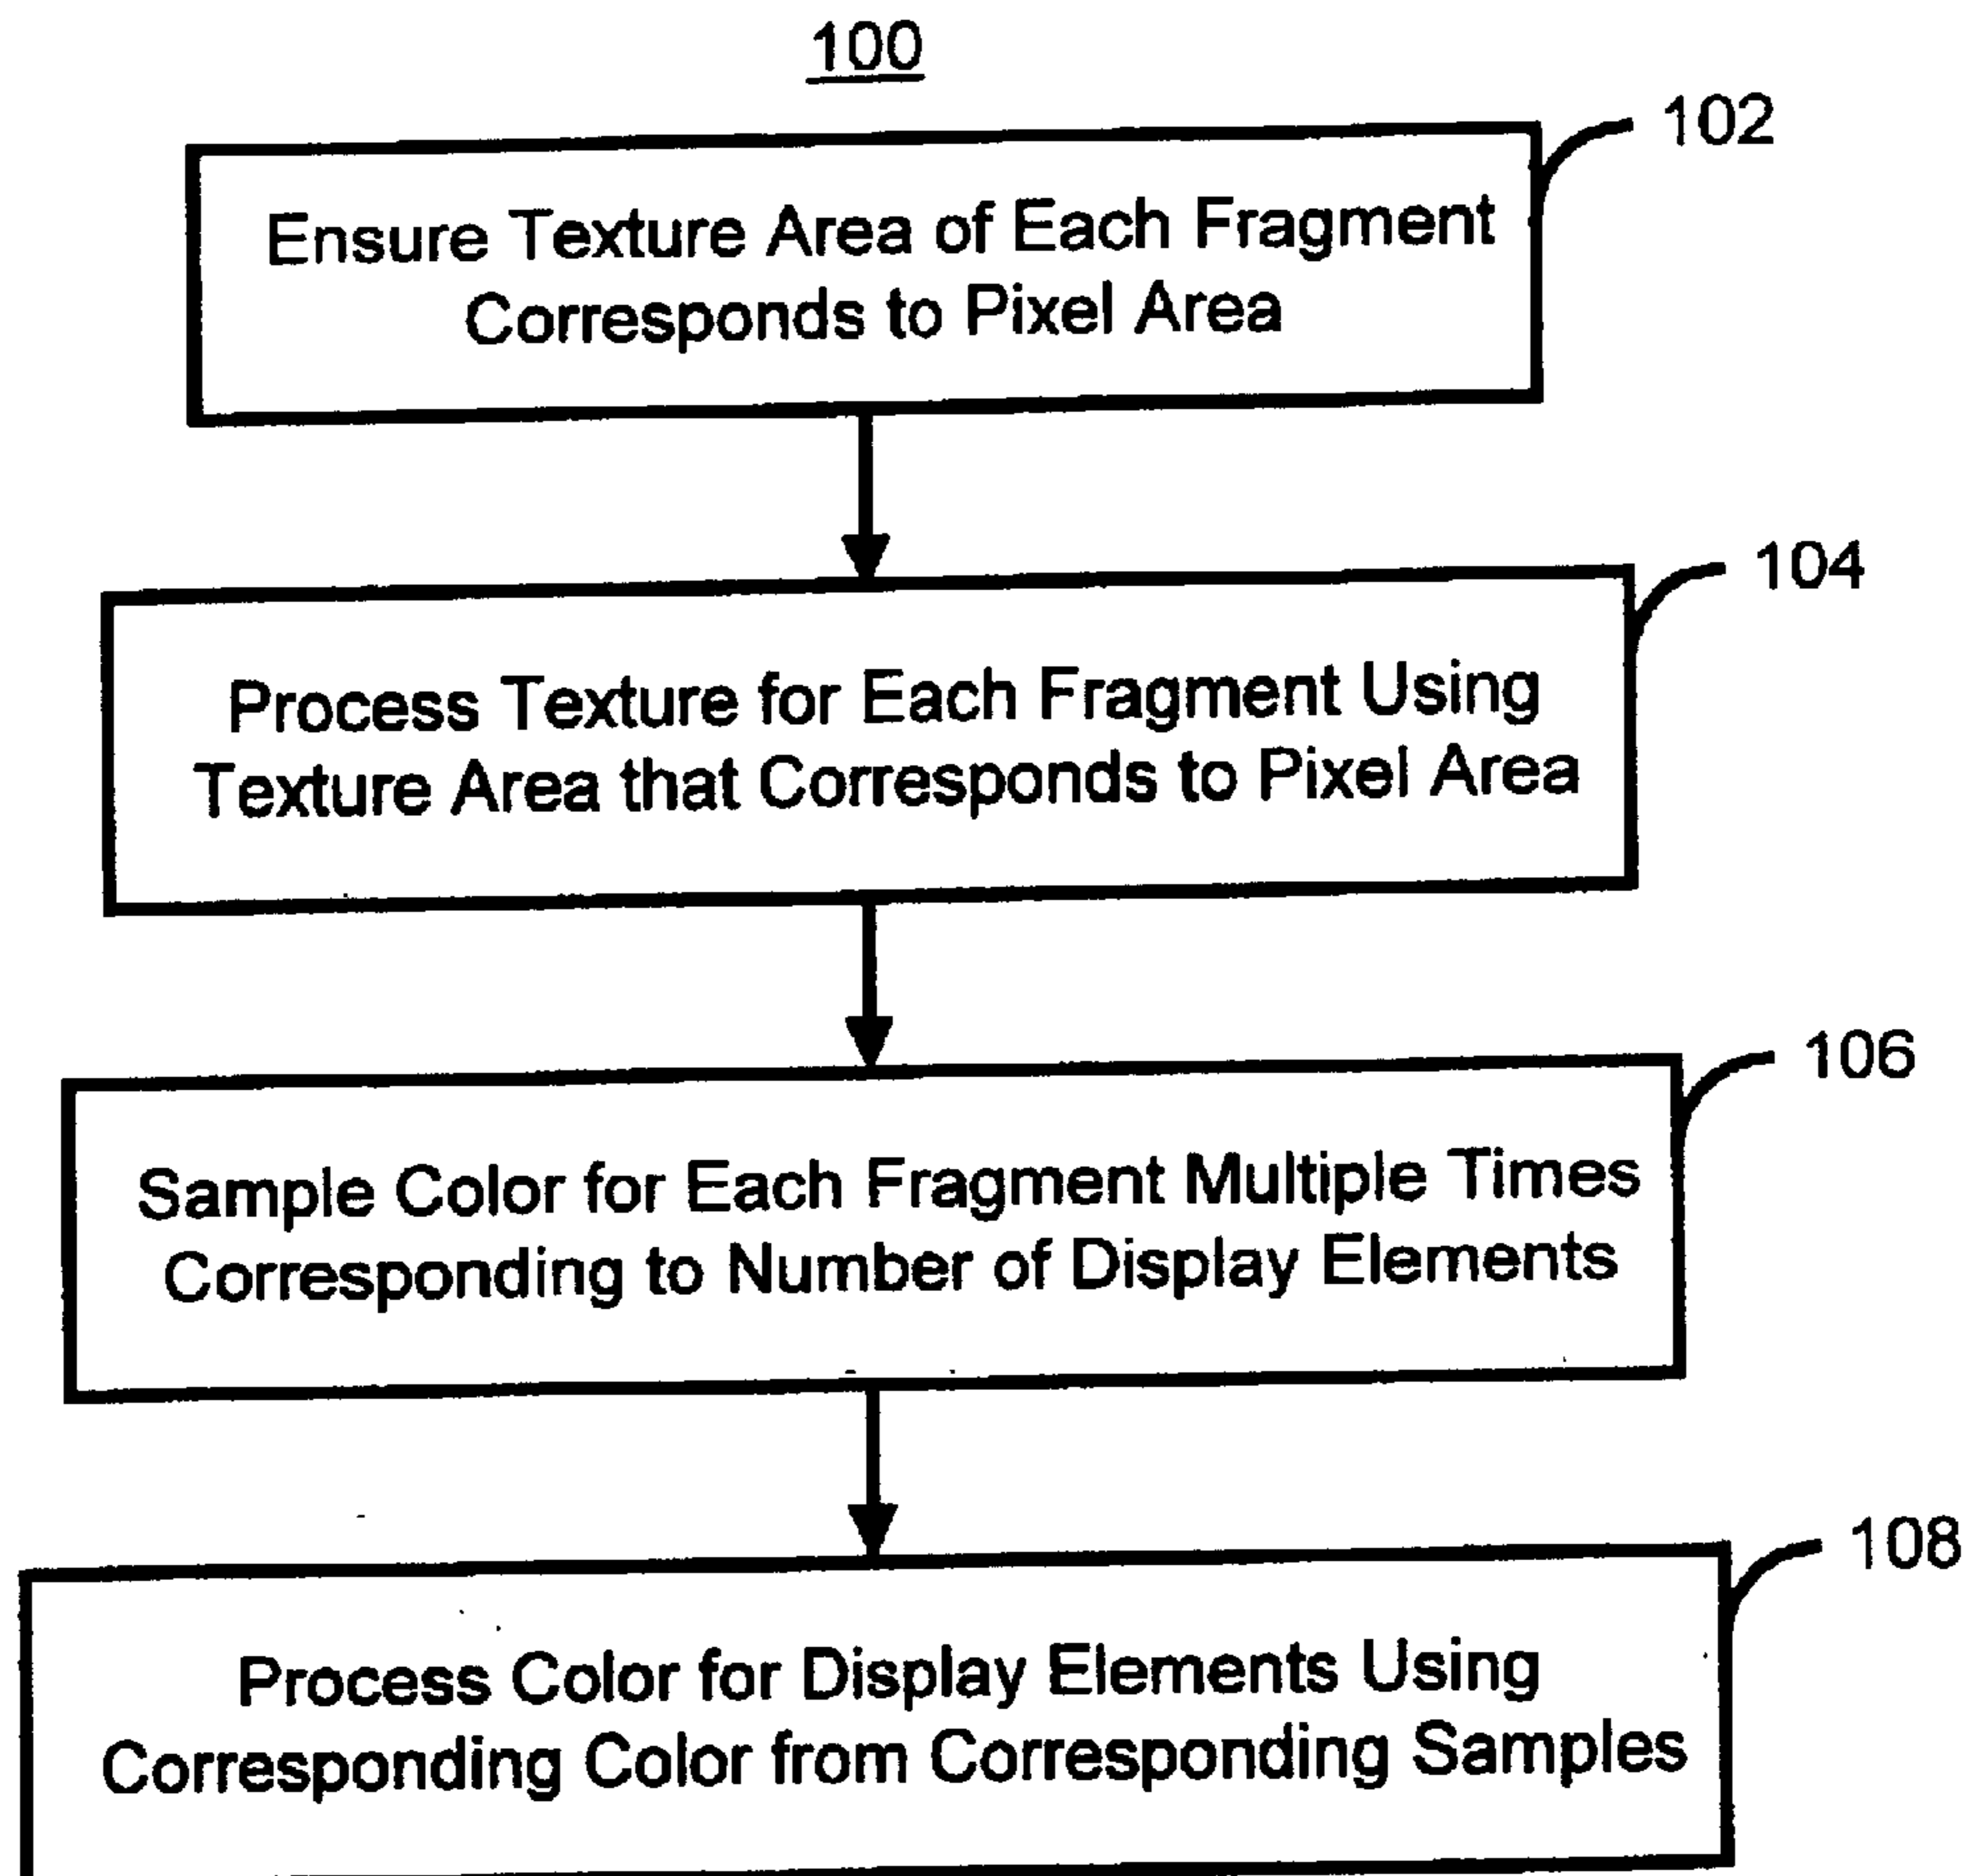 100
102
Ensure Texture Area of Each Fragment
Corresponds to Pixel Area
104
Process Texture for Each Fragment Using
Texture Area that Corresponds to Pixel Area
106
Sample Color for Each Fragment Multiple Times
Corresponding to Number of Display Elements
108
Process Color for Display Elements Using
Corresponding Color from Corresponding Samples